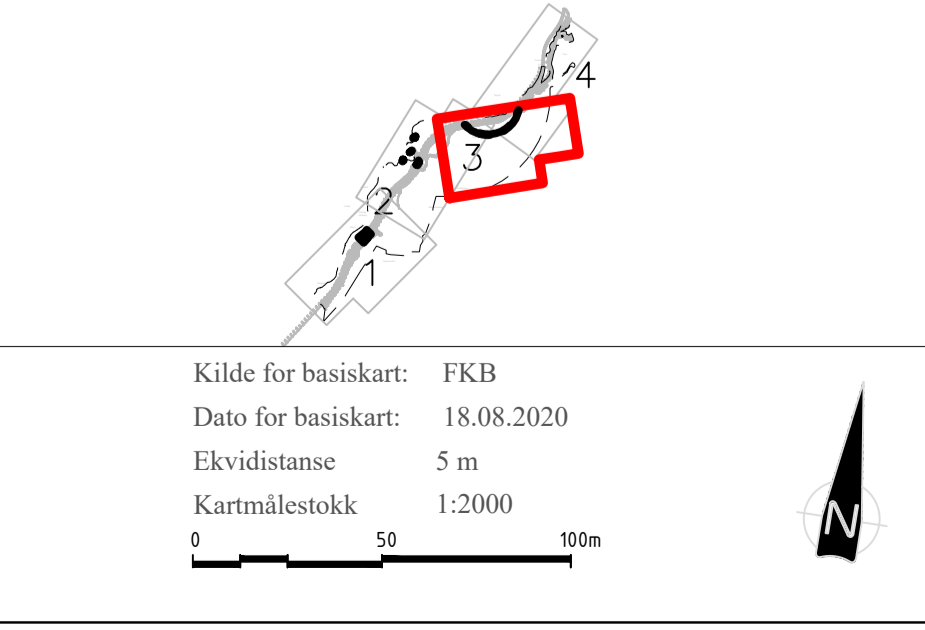 4
3
2
1
Kilde for basiskart: FKB
Dato for basiskart: 18.08.2020
Ekvidistanse 5 m
Kartmålestokk 1:2000
0 50 100m
N